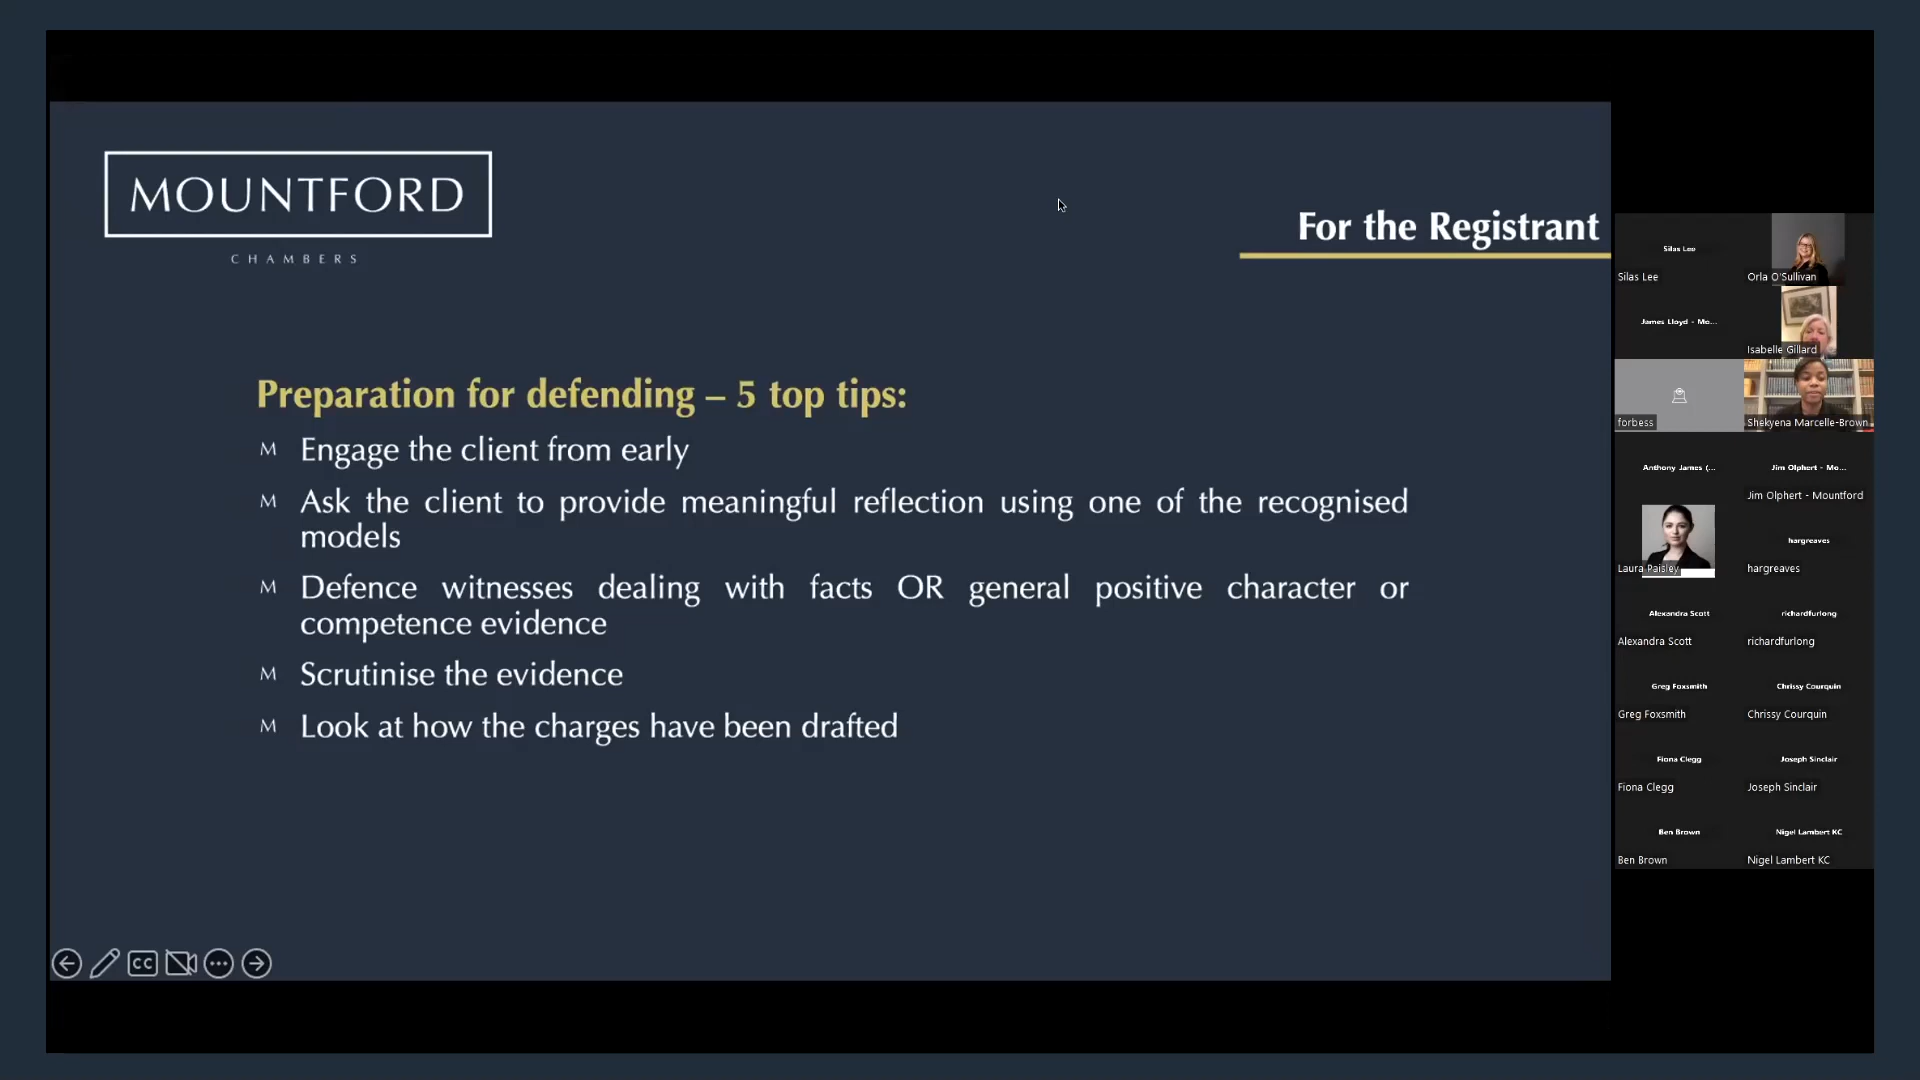 MOUNTFORD
CHAMBERS
For the Registrant
Preparation for defending – 5 top tips:
M Engage the client from early
M Ask the client to provide meaningful reflection using one of the recognised
models
M Defence witnesses dealing with facts OR general positive character or
competence evidence
M Scrutinise the evidence
M Look at how the charges have been drafted
CC
Silas Lee
Silas Lee
Orla O'Sullivan
James Lloyd - Mo...
Isabelle Gillard
forbess
Shekyena Marcelle-Brown
Anthony James (...
Jim Olphert - Mo...
Jim Olphert - Mountford
Laura Paisley
hargreaves
hargreaves
Alexandra Scott
richardfurlong
Alexandra Scott
richardfurlong
Greg Foxsmith
Chrissy Courquin
Greg Foxsmith
Chrissy Courquin
Fiona Clegg
Joseph Sinclair
Fiona Clegg
Joseph Sinclair
Ben Brown
Nigel Lambert KC
Ben Brown
Nigel Lambert KC